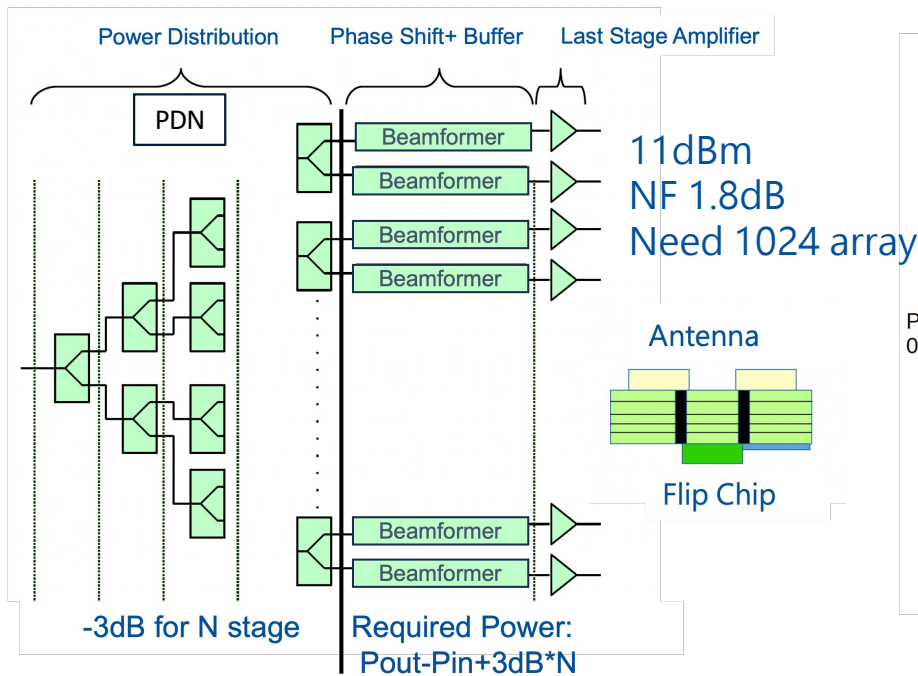 Power Distribution
Phase Shift+ Buffer
Last Stage Amplifier
PDN
Beamformer
Beamformer
Beamformer
Beamformer
Beamformer
Beamformer
11dBm
NF 1.8dB
Need 1024 array
Antenna
Flip Chip
P
0
-3dB for N stage
Required Power:
Pout-Pin+3dB*N